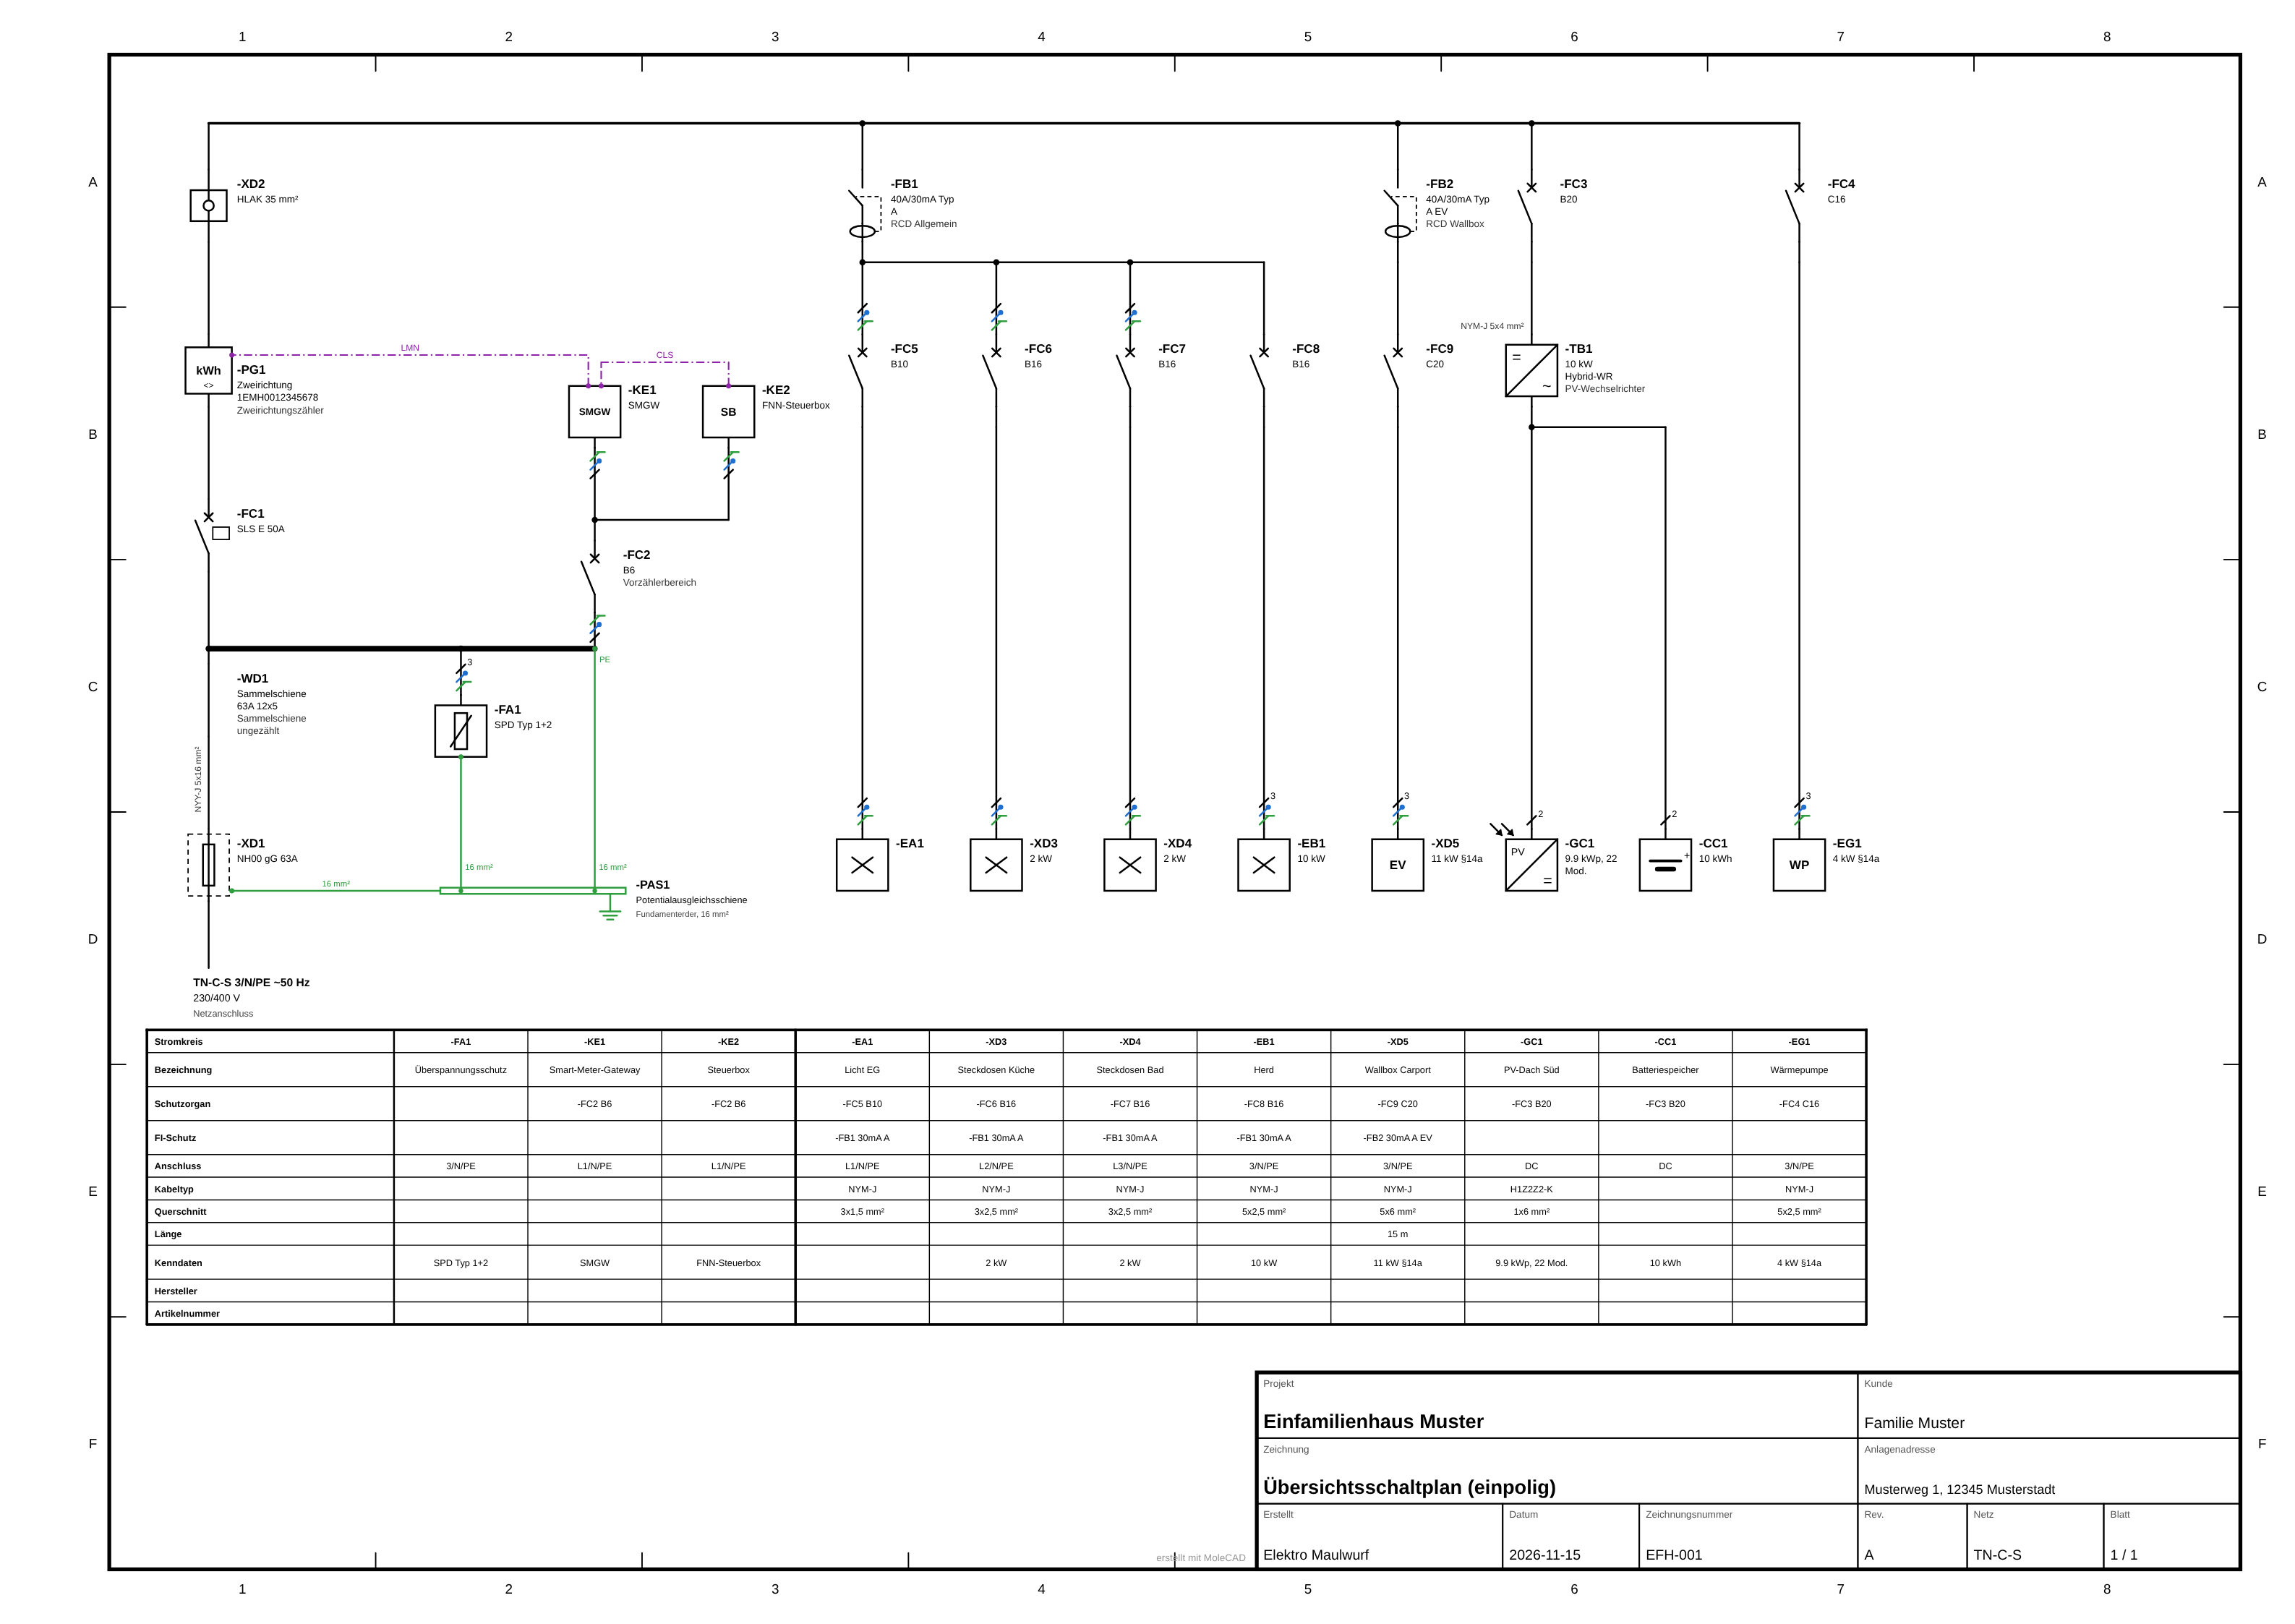 1 2 3 4 5 6 7 8
A A
-XD2
HLAK 35 mm²
-FB1
40A/30mA Typ
A
RCD Allgemein
-FB2
40A/30mA Typ
A EV
RCD Wallbox
-FC3
B20
-FC4
C16
LMN
CLS
kWh
<>
-PG1
Zweirichtung
1EMH0012345678
Zweirichtungszähler
SMGW
-KE1
SMGW
SB
-KE2
FNN-Steuerbox
-FC5
B10
-FC6
B16
-FC7
B16
-FC8
B16
-FC9
C20
NYM-J 5x4 mm²
=
~
-TB1
10 kW
Hybrid-WR
PV-Wechselrichter
B B
-FC1
SLS E 50A
-FC2
B6
Vorzählerbereich
PE
3
C C
-WD1
Sammelschiene
63A 12x5
Sammelschiene
ungezählt
-FA1
SPD Typ 1+2
NYY-J 5x16 mm²
-XD1
NH00 gG 63A
16 mm²
16 mm²
16 mm²
-PAS1
Potentialausgleichsschiene
Fundamenterder, 16 mm²
-EA1
-XD3
2 kW
-XD4
2 kW
3
-EB1
10 kW
3
EV
-XD5
11 kW §14a
2
PV
=
-GC1
9.9 kWp, 22
Mod.
2
+
-CC1
10 kWh
3
WP
-EG1
4 kW §14a
D D
TN-C-S 3/N/PE ~50 Hz
230/400 V
Netzanschluss
Stromkreis -FA1 -KE1 -KE2 -EA1 -XD3 -XD4 -EB1 -XD5 -GC1 -CC1 -EG1
Bezeichnung Überspannungsschutz Smart-Meter-Gateway Steuerbox Licht EG Steckdosen Küche Steckdosen Bad Herd Wallbox Carport PV-Dach Süd Batteriespeicher Wärmepumpe
Schutzorgan -FC2 B6 -FC2 B6 -FC5 B10 -FC6 B16 -FC7 B16 -FC8 B16 -FC9 C20 -FC3 B20 -FC3 B20 -FC4 C16
FI-Schutz -FB1 30mA A -FB1 30mA A -FB1 30mA A -FB1 30mA A -FB2 30mA A EV
Anschluss 3/N/PE L1/N/PE L1/N/PE L1/N/PE L2/N/PE L3/N/PE 3/N/PE 3/N/PE DC DC 3/N/PE
Kabeltyp NYM-J NYM-J NYM-J NYM-J NYM-J H1Z2Z2-K NYM-J
Querschnitt 3x1,5 mm² 3x2,5 mm² 3x2,5 mm² 5x2,5 mm² 5x6 mm² 1x6 mm² 5x2,5 mm²
Länge 15 m
Kenndaten SPD Typ 1+2 SMGW FNN-Steuerbox 2 kW 2 kW 10 kW 11 kW §14a 9.9 kWp, 22 Mod. 10 kWh 4 kW §14a
Hersteller
Artikelnummer
E E
F F
Projekt
Einfamilienhaus Muster
Kunde
Familie Muster
Zeichnung
Übersichtsschaltplan (einpolig)
Anlagenadresse
Musterweg 1, 12345 Musterstadt
Erstellt
Elektro Maulwurf
Datum
2026-11-15
Zeichnungsnummer
EFH-001
Rev.
A
Netz
TN-C-S
Blatt
1 / 1
erstellt mit MoleCAD
1 2 3 4 5 6 7 8